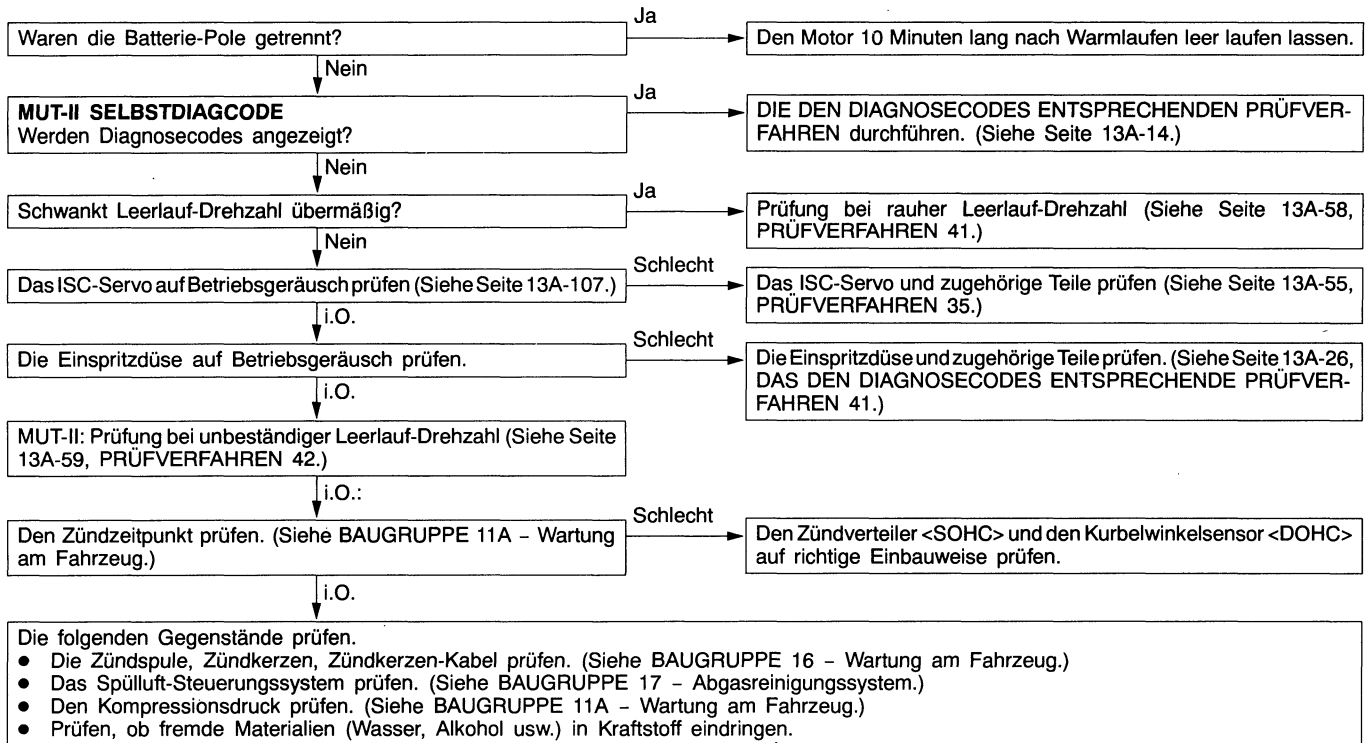 Waren die Batterie-Pole getrennt?
Ja
Den Motor 10 Minuten lang nach Warmlaufen leer laufen lassen.
Nein
MUT-II SELBSTDIAGCODE
Werden Diagnosecodes angezeigt?
Ja
DIE DEN DIAGNOSECODES ENTSPRECHENDEN PRÜFVER-
FAHREN durchführen. (Siehe Seite 13A-14.)
Nein
Schwankt Leerlauf-Drehzahl übermäßig?
Ja
Prüfung bei rauher Leerlauf-Drehzahl (Siehe Seite 13A-58,
PRÜFVERFAHREN 41.)
Nein
Das ISC-Servo auf Betriebsgeräusch prüfen (Siehe Seite 13A-107.)
Schlecht
Das ISC-Servo und zugehörige Teile prüfen (Siehe Seite 13A-55,
PRÜFVERFAHREN 35.)
i.O.
Die Einspritzdüse auf Betriebsgeräusch prüfen.
Schlecht
Die Einspritzdüse und zugehörige Teile prüfen. (Siehe Seite 13A-26,
DAS DEN DIAGNOSECODES ENTSPRECHENDE PRÜFVER-
FAHREN 41.)
i.O.
MUT-II: Prüfung bei unbeständiger Leerlauf-Drehzahl (Siehe Seite
13A-59, PRÜFVERFAHREN 42.)
i.O.:
Den Zündzeitpunkt prüfen. (Siehe BAUGRUPPE 11A – Wartung
am Fahrzeug.)
Schlecht
Den Zündverteiler <SOHC> und den Kurbelwinkelsensor <DOHC>
auf richtige Einbauweise prüfen.
i.O.
Die folgenden Gegenstände prüfen.
● Die Zündspule, Zündkerzen, Zündkerzen-Kabel prüfen. (Siehe BAUGRUPPE 16 – Wartung am Fahrzeug.)
● Das Spülluft-Steuerungssystem prüfen. (Siehe BAUGRUPPE 17 – Abgasreinigungssystem.)
● Den Kompressionsdruck prüfen. (Siehe BAUGRUPPE 11A – Wartung am Fahrzeug.)
● Prüfen, ob fremde Materialien (Wasser, Alkohol usw.) in Kraftstoff eindringen.